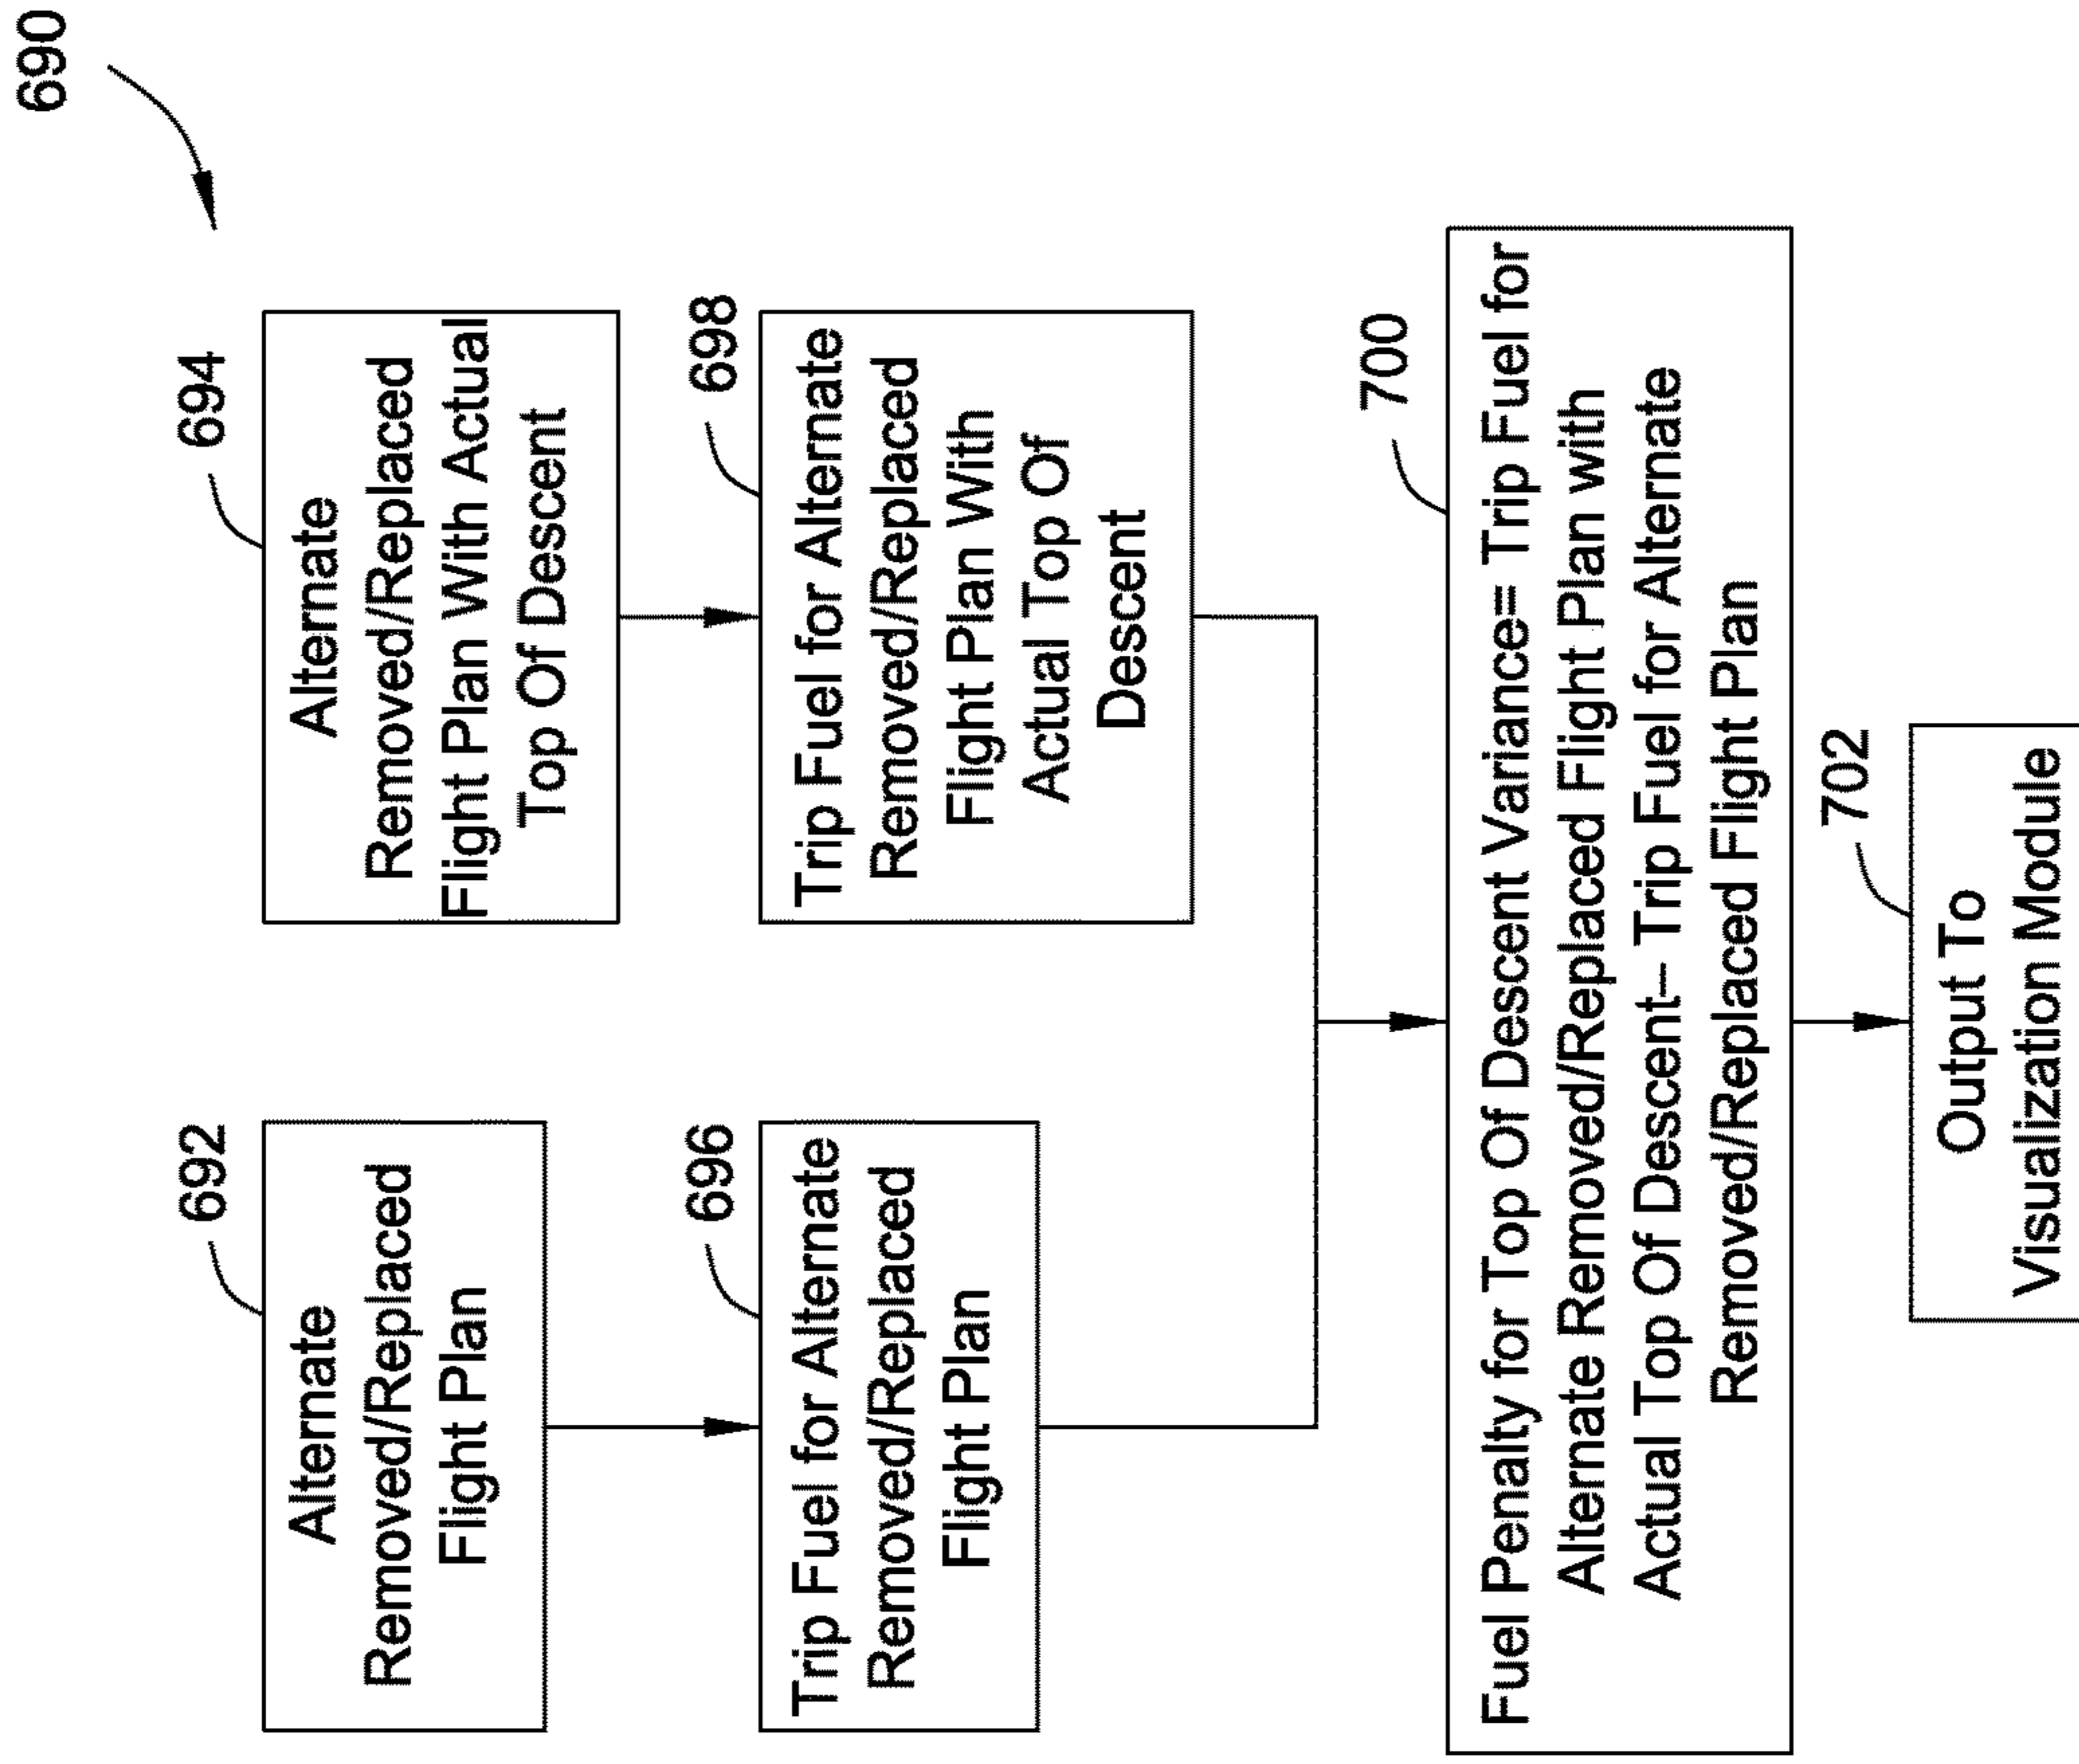 690
692
Alternate
Removed/Replaced
Flight Plan
694
Alternate
Removed/Replaced
Flight Plan With Actual
Top Of Descent
696
Trip Fuel for Alternate
Removed/Replaced
Flight Plan
698
Trip Fuel for Alternate
Removed/Replaced
Flight Plan With
Actual Top Of
Descent
700
Fuel Penalty for Top Of Descent Variance= Trip Fuel for
Alternate Removed/Replaced Flight Plan with
Actual Top Of Descent– Trip Fuel for Alternate
Removed/Replaced Flight Plan
702
Output To
Visualization Module